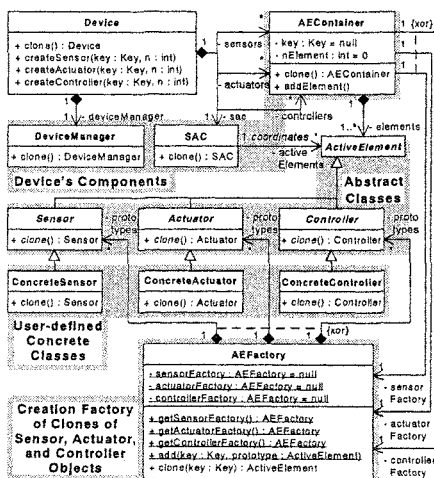 Device
+ clone() : Device
+ createSensor(key : Key, n : int)
+ createActuator(key : Key, n : int)
+ createController(key : Key, n : int)
AEContainer
- key : Key = null
- nElement : int = 0
+ clone() : AEContainer
+ addElement()
1 {xor}
- sensors
- actuators
- controllers
- deviceManager
- sac
1..* - elements
DeviceManager
+ clone() : DeviceManager
SAC
+ clone() : SAC
1 coordinates *
- active
Elements
ActiveElement
Device's Components
Abstract
Classes
Sensor
+ clone() : Sensor
- proto
types
Actuator
+ clone() : Actuator
- proto
types
Controller
+ clone() : Controller
- proto
types
ConcreteSensor
+ clone() : Sensor
ConcreteActuator
+ clone() : Actuator
ConcreteController
+ clone() : Controller
User-defined
Concrete
Classes
{xor}
AEFactory
- sensorFactory : AEFactory = null
- actuatorFactory : AEFactory = null
- controllerFactory : AEFactory = null
+ getSensorFactory() : AEFactory
+ getActuatorFactory() : AEFactory
+ getControllerFactory() : AEFactory
+ add(key : Key, prototype : ActiveElement)
+ clone(key : Key) : ActiveElement
- sensor
Factory
- actuator
Factory
- controller
Factory
Creation Factory
of Clones of
Sensor, Actuator,
and Controller
Objects